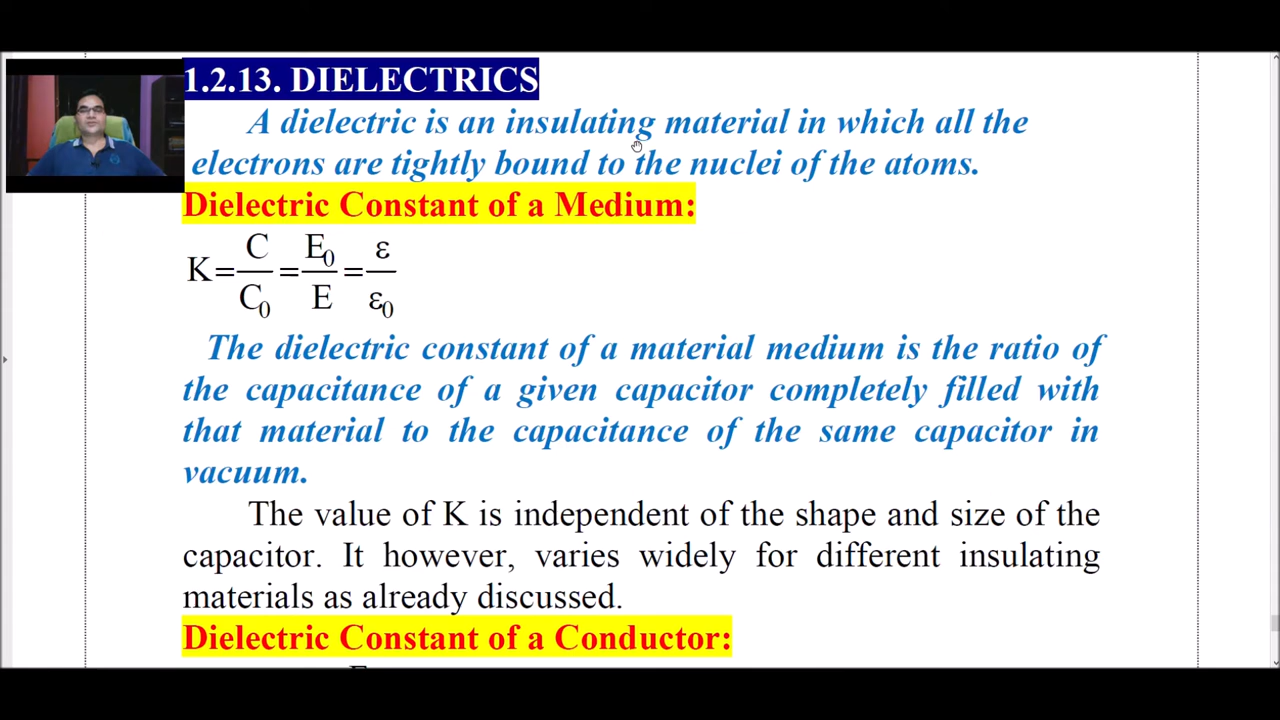 1.2.13. DIELECTRICS
A dielectric is an insulating material in which all the
electrons are tightly bound to the nuclei of the atoms.
Dielectric Constant of a Medium:
K = C/C₀ = E₀/E = ε/ε₀
The dielectric constant of a material medium is the ratio of
the capacitance of a given capacitor completely filled with
that material to the capacitance of the same capacitor in
vacuum.
The value of K is independent of the shape and size of the
capacitor. It however, varies widely for different insulating
materials as already discussed.
Dielectric Constant of a Conductor: